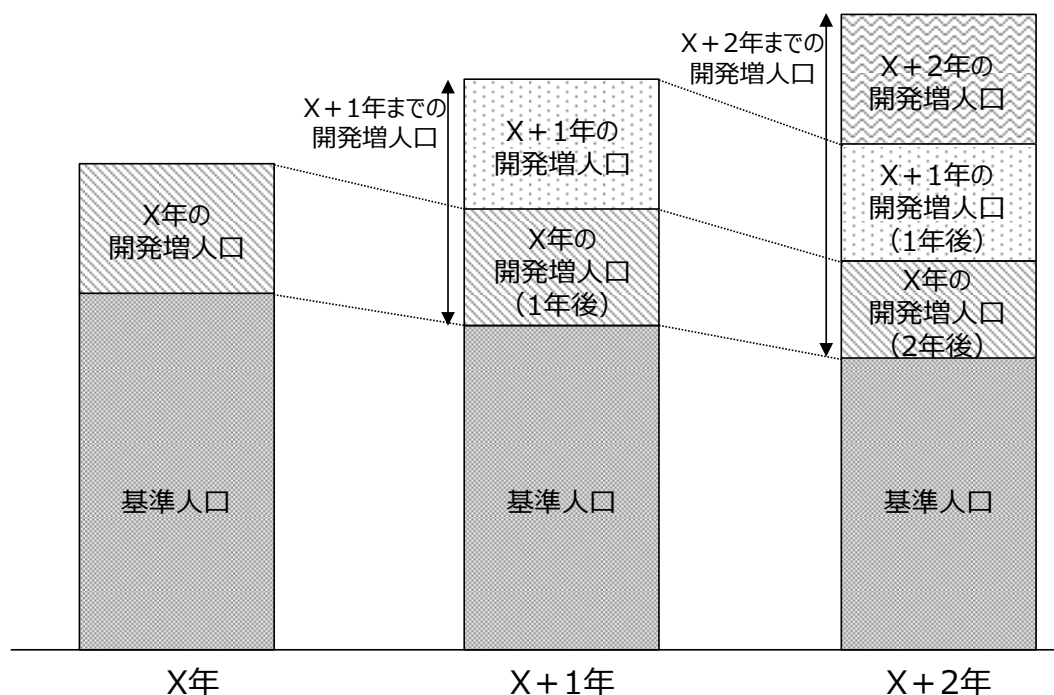 X＋2年までの
開発増人口
X＋2年の
開発増人口
X＋1年までの
開発増人口
X＋1年の
開発増人口
X＋1年の
開発増人口
（1年後）
X年の
開発増人口
X年の
開発増人口
（1年後）
X年の
開発増人口
（2年後）
基準人口
基準人口
基準人口
X年
X＋1年
X＋2年